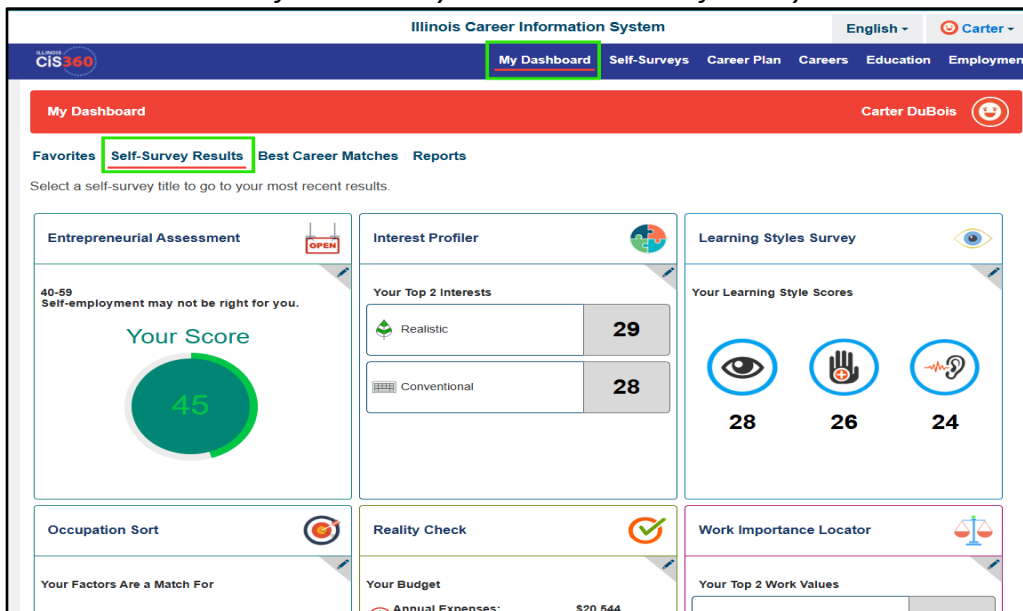 Illinois Career Information System
English
Carter
ILLINOIS
CiS360
My Dashboard Self-Surveys Career Plan Careers Education Employmen
My Dashboard
Carter DuBois
Favorites Self-Survey Results Best Career Matches Reports
Select a self-survey title to go to your most recent results.
Entrepreneurial Assessment
OPEN
40-59
Self-employment may not be right for you.
Your Score
45
Interest Profiler
Your Top 2 Interests
Realistic 29
Conventional 28
Learning Styles Survey
Your Learning Style Scores
28 26 24
Occupation Sort
Your Factors Are a Match For
Reality Check
Your Budget
Annual Expenses: $20,544
Work Importance Locator
Your Top 2 Work Values